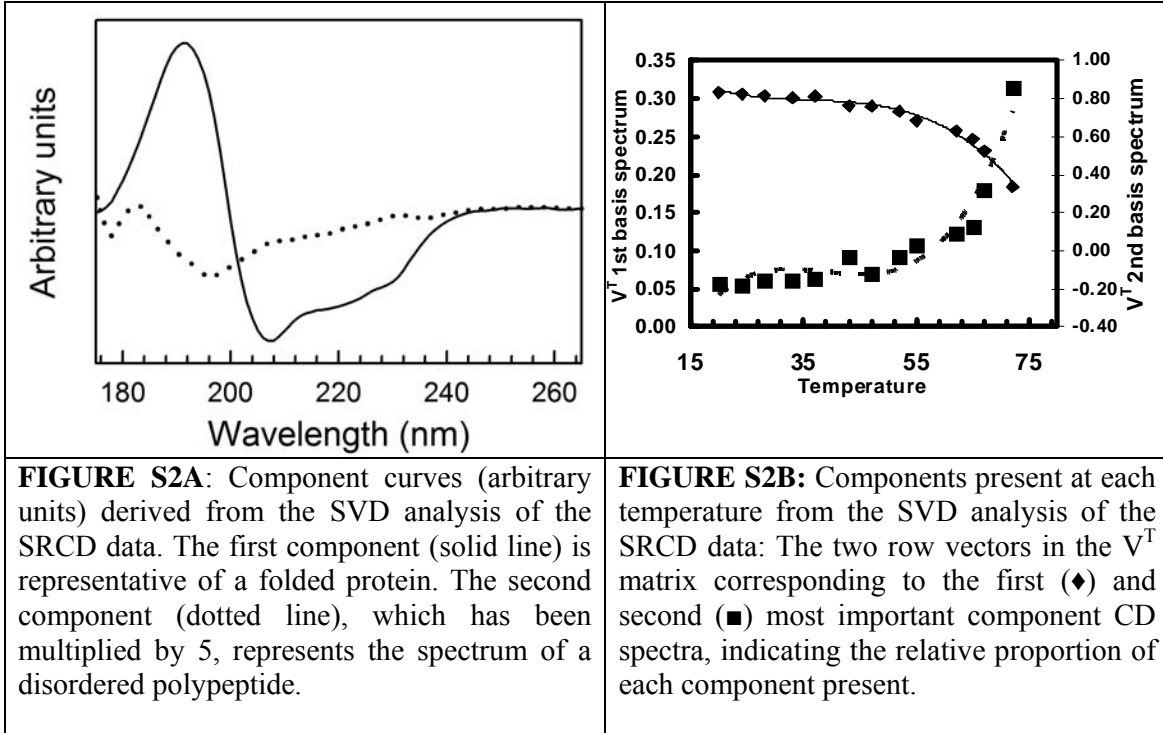 Arbitrary units
180 200 220 240 260
Wavelength (nm)
V^T 1st basis spectrum
0.35
0.30
0.25
0.20
0.15
0.10
0.05
0.00
1.00
0.80
0.60
0.40
0.20
0.00
-0.20
-0.40
V^T 2nd basis spectrum
15 35 55 75
Temperature
FIGURE S2A: Component curves (arbitrary
units) derived from the SVD analysis of the
SRCD data. The first component (solid line) is
representative of a folded protein. The second
component (dotted line), which has been
multiplied by 5, represents the spectrum of a
disordered polypeptide.
FIGURE S2B: Components present at each
temperature from the SVD analysis of the
SRCD data: The two row vectors in the V^T
matrix corresponding to the first (♦) and
second (■) most important component CD
spectra, indicating the relative proportion of
each component present.